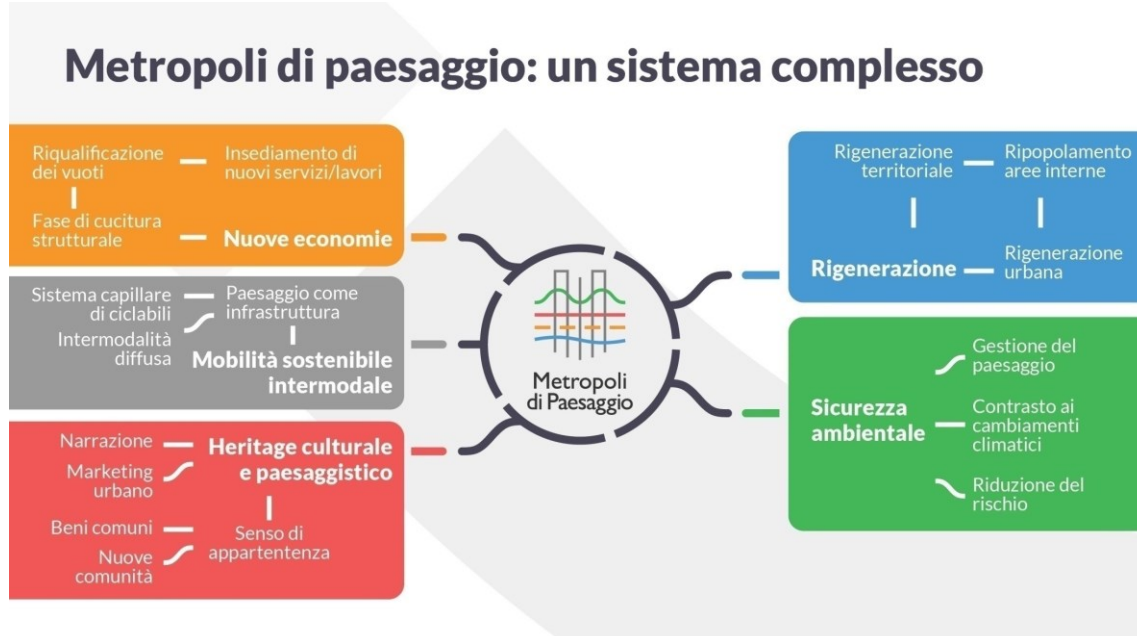 Metropoli di paesaggio: un sistema complesso
Riqualificazione
dei vuoti
Insediamento di
nuovi servizi/lavori
Fase di cucitura
strutturale
Nuove economie
Sistema capillare
di ciclabili
Paesaggio come
infrastruttura
Intermodalità
diffusa
Mobilità sostenibile
intermodale
Narrazione
Marketing
urbano
Heritage culturale
e paesaggistico
Beni comuni
Nuove
comunità
Senso di
appartentenza
Metropoli
di Paesaggio
Rigenerazione
territoriale
Ripopolamento
aree interne
Rigenerazione
Rigenerazione
urbana
Sicurezza
ambientale
Gestione del
paesaggio
Contrasto ai
cambiamenti
climatici
Riduzione del
rischio